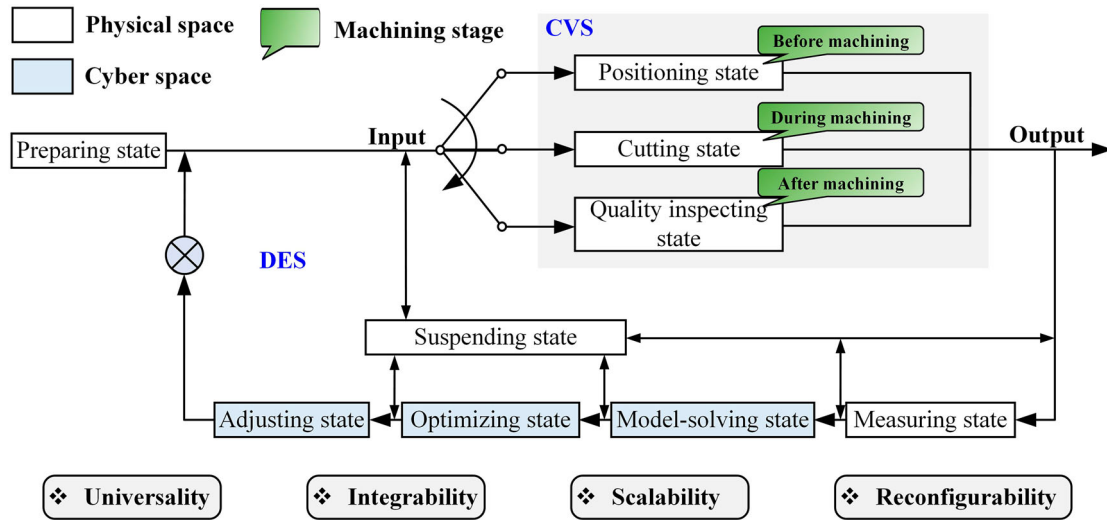 Physical space
Machining stage
CVS
Before machining
Cyber space
Positioning state
During machining
Preparing state
Input
Cutting state
Output
After machining
Quality inspecting
state
DES
Suspending state
Adjusting state
Optimizing state
Model-solving state
Measuring state
❖ Universality
❖ Integrability
❖ Scalability
❖ Reconfigurability